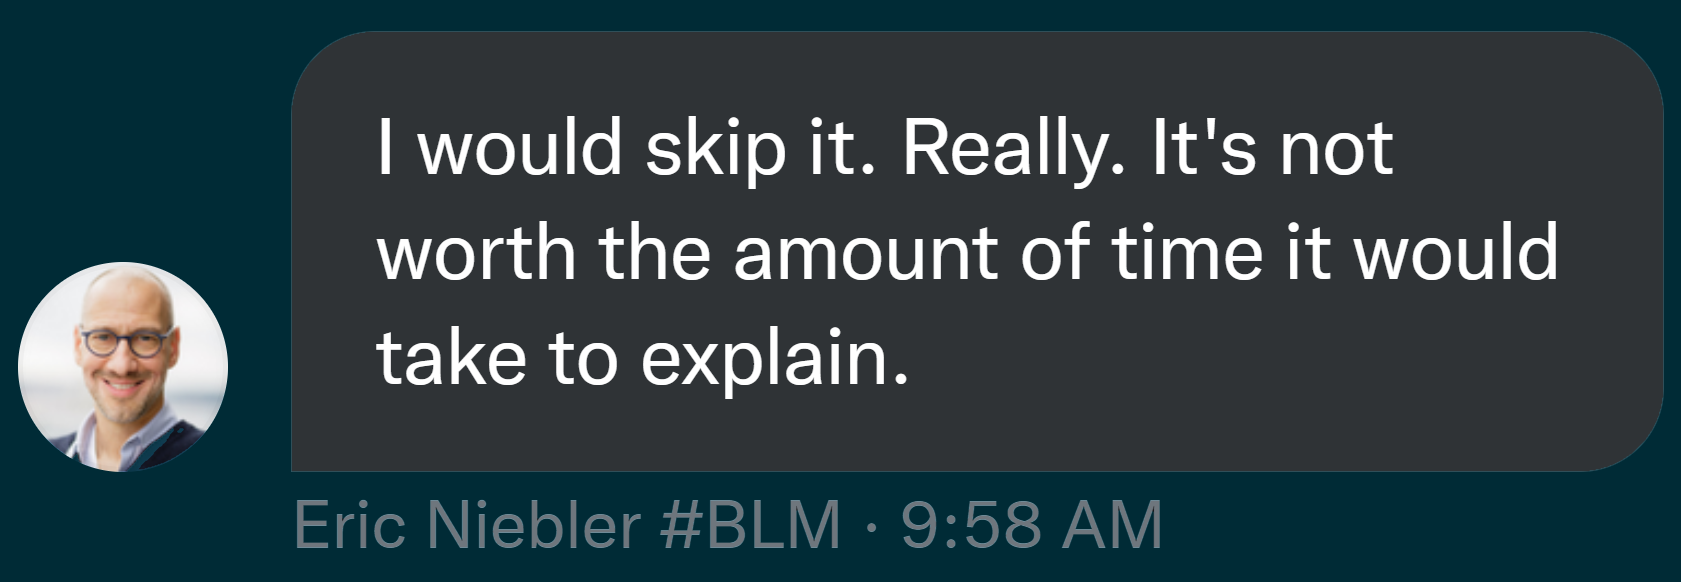 I would skip it. Really. It's not
worth the amount of time it would
take to explain.
Eric Niebler #BLM · 9:58 AM